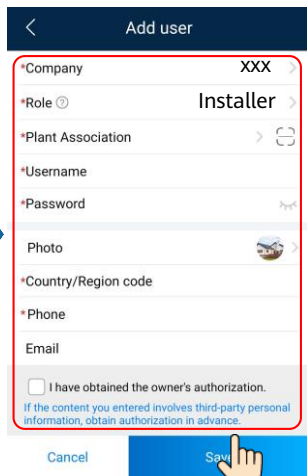 Add user
*Company xxx
*Role Installer
*Plant Association
*Username
*Password
Photo
*Country/Region code
*Phone
Email
I have obtained the owner's authorization.
If the content you entered involves third-party personal
information, obtain authorization in advance.
Cancel Save